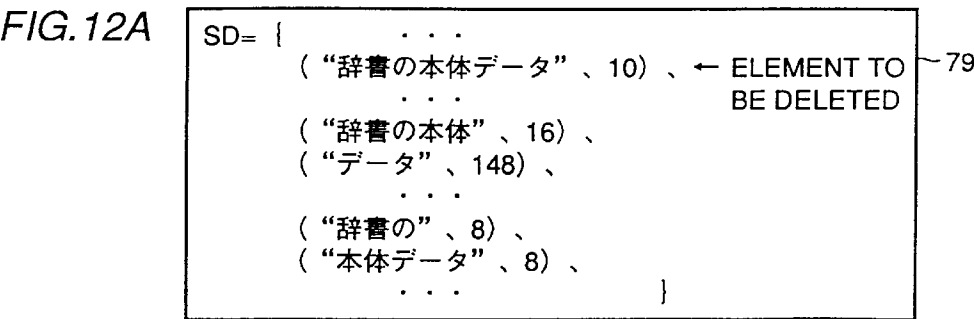 FIG.12A
SD= {
. . .
( “辞書の本体データ” 、10) 、 ← ELEMENT TO BE DELETED
79
. . .
( “辞書の本体” 、16) 、
( “データ” 、148) 、
. . .
( “辞書の” 、8) 、
( “本体データ” 、8) 、
. . . }